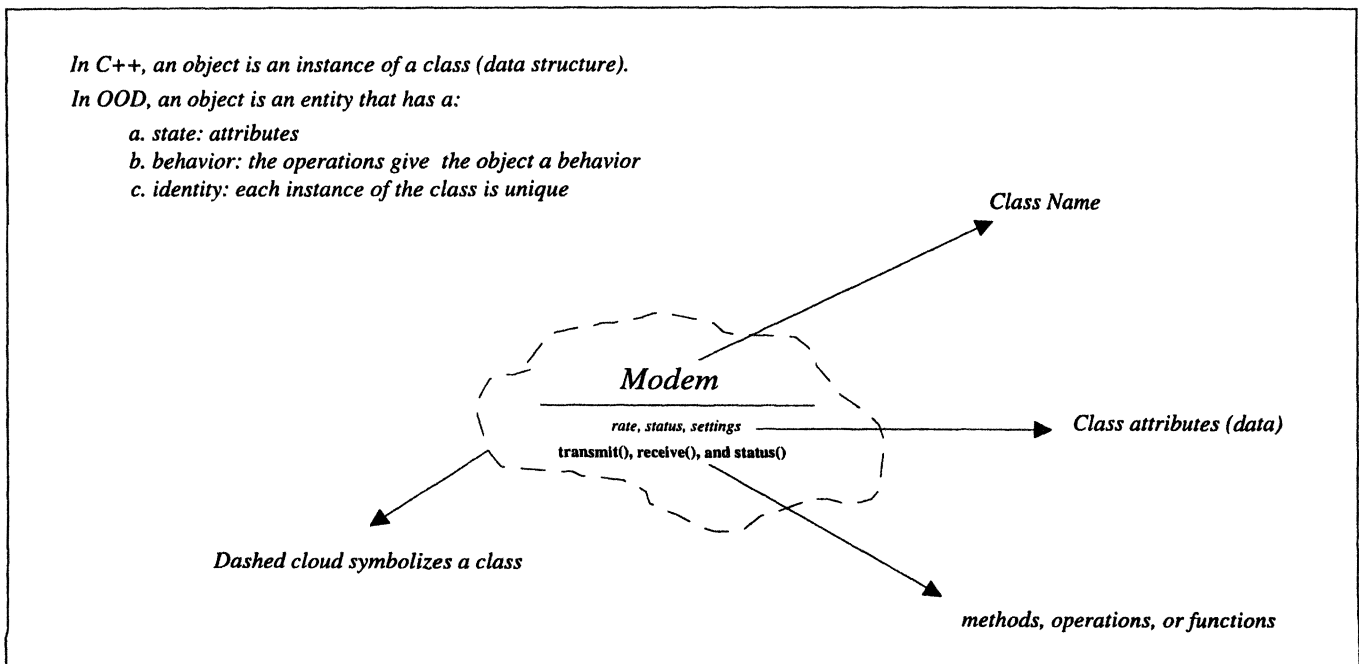 In C++, an object is an instance of a class (data structure).
In OOD, an object is an entity that has a:
a. state: attributes
b. behavior: the operations give the object a behavior
c. identity: each instance of the class is unique
Class Name
Modem
rate, status, settings
Class attributes (data)
transmit(), receive(), and status()
Dashed cloud symbolizes a class
methods, operations, or functions